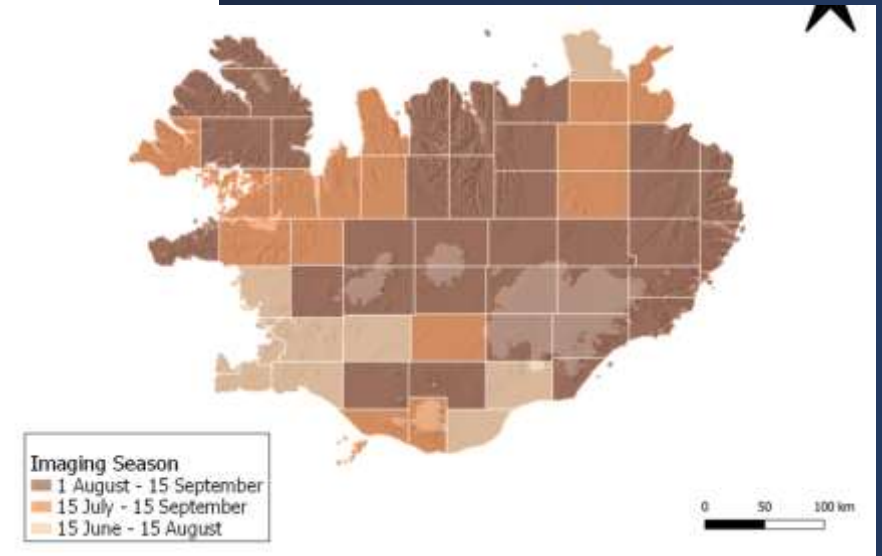 Imaging Season
1 August - 15 September
15 July - 15 September
15 June - 15 August
0 50 100 km